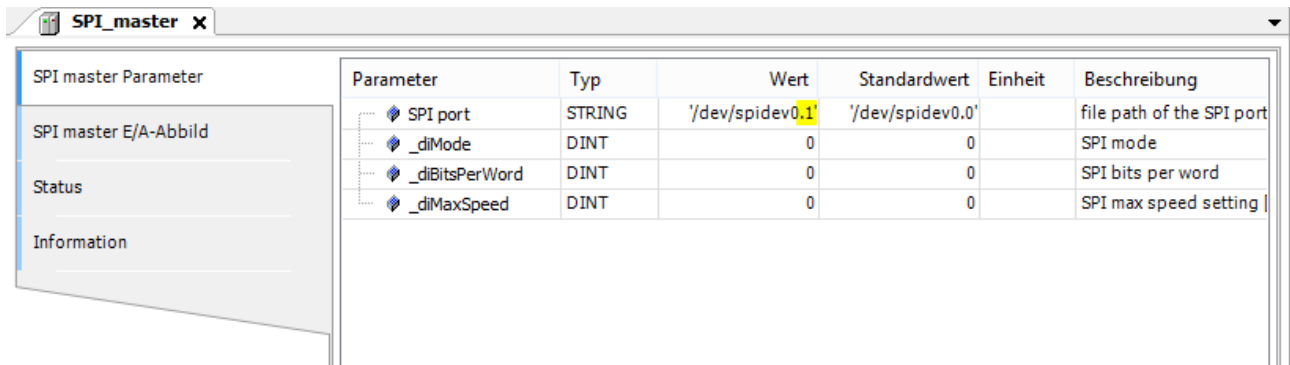 SPI_master x
SPI master Parameter
SPI master E/A-Abbild
Status
Information
Parameter Typ Wert Standardwert Einheit Beschreibung
SPI port STRING '/dev/spidev0.1' '/dev/spidev0.0' file path of the SPI port
_diMode DINT 0 0 SPI mode
_diBitsPerWord DINT 0 0 SPI bits per word
_diMaxSpeed DINT 0 0 SPI max speed setting [